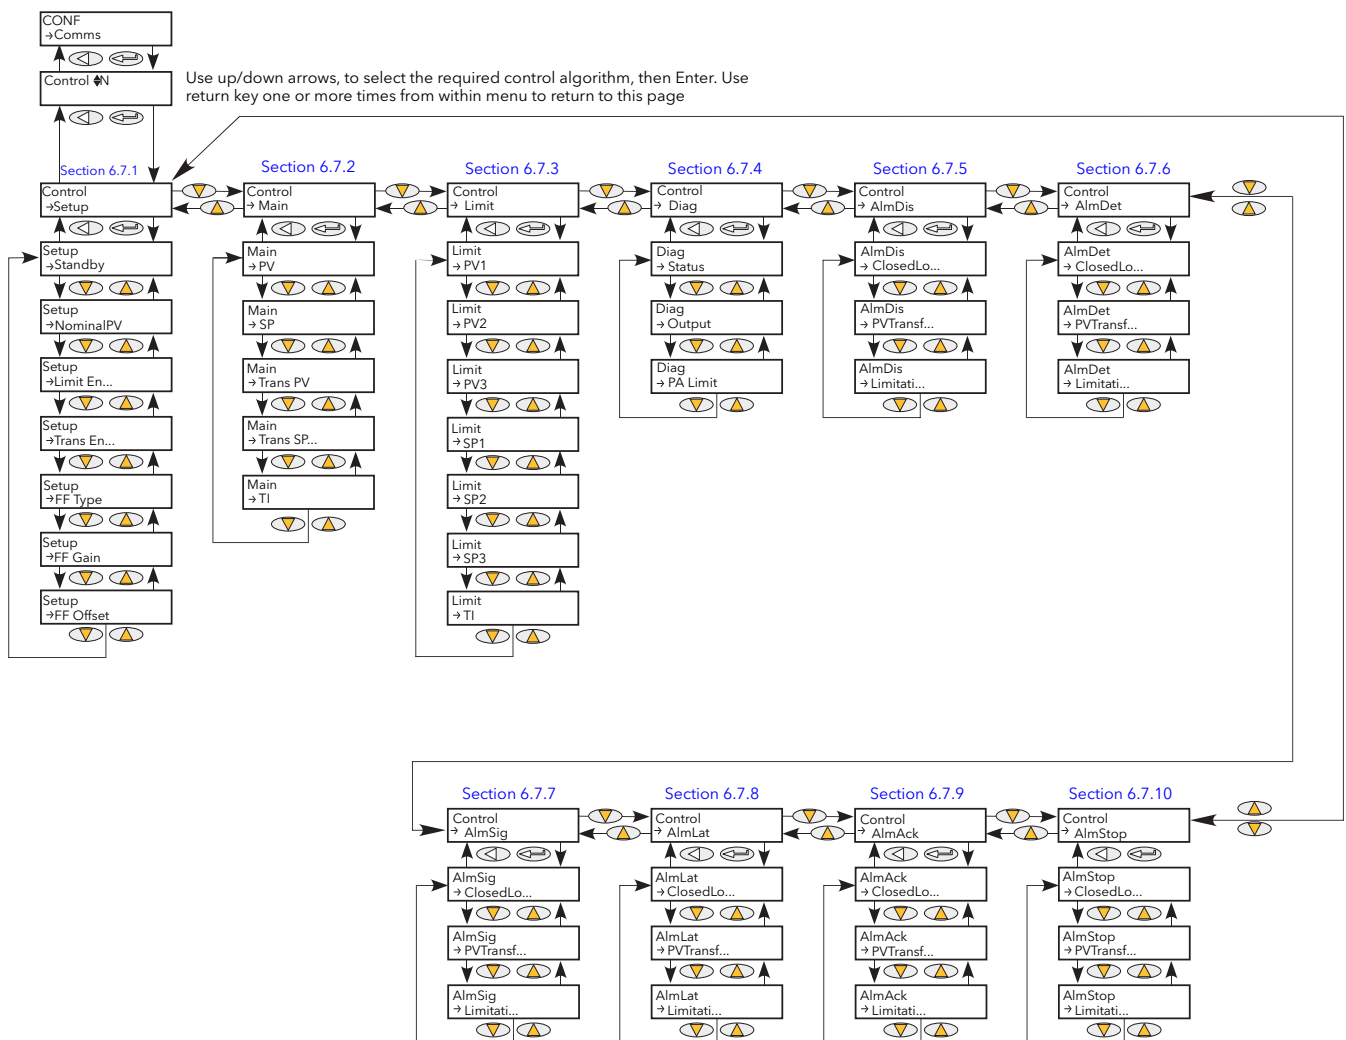 CONF
→Comms
Control ♦N
Use up/down arrows, to select the required control algorithm, then Enter. Use
return key one or more times from within menu to return to this page
Section 6.7.1
Control
→Setup
Setup
→Standby
Setup
→NominalPV
Setup
→Limit En...
Setup
→Trans En...
Setup
→FF Type
Setup
→FF Gain
Setup
→FF Offset
Section 6.7.2
Control
→ Main
Main
→PV
Main
→SP
Main
→Trans PV
Main
→Trans SP...
Main
→TI
Section 6.7.3
Control
→ Limit
Limit
→PV1
Limit
→PV2
Limit
→PV3
Limit
→SP1
Limit
→SP2
Limit
→SP3
Limit
→TI
Section 6.7.4
Control
→ Diag
Diag
→Status
Diag
→Output
Diag
→PA Limit
Section 6.7.5
Control
→ AlmDis
AlmDis
→ClosedLo...
AlmDis
→PVTransf...
AlmDis
→Limitati...
Section 6.7.6
Control
→ AlmDet
AlmDet
→ClosedLo...
AlmDet
→PVTransf...
AlmDet
→Limitati...
Section 6.7.7
Control
→ AlmSig
AlmSig
→ClosedLo...
AlmSig
→PVTransf...
AlmSig
→Limitati...
Section 6.7.8
Control
→ AlmLat
AlmLat
→ClosedLo...
AlmLat
→PVTransf...
AlmLat
→Limitati...
Section 6.7.9
Control
→ AlmAck
AlmAck
→ClosedLo...
AlmAck
→PVTransf...
AlmAck
→Limitati...
Section 6.7.10
Control
→ AlmStop
AlmStop
→ClosedLo...
AlmStop
→PVTransf...
AlmStop
→Limitati...